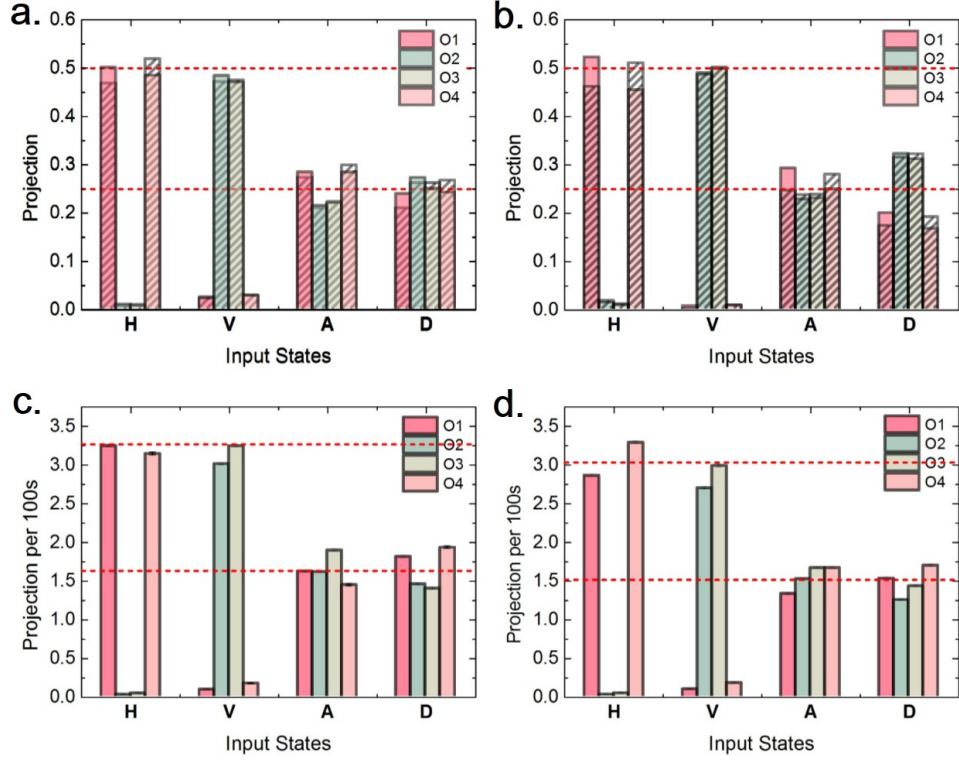 a.
0.6
0.5
0.4
0.3
0.2
0.1
0.0
Projection
O1
O2
O3
O4
H V A D
Input States
b.
0.6
0.5
0.4
0.3
0.2
0.1
0.0
Projection
O1
O2
O3
O4
H V A D
Input States
c.
3.5
3.0
2.5
2.0
1.5
1.0
0.5
0.0
Projection per 100s
O1
O2
O3
O4
H V A D
Input States
d.
3.5
3.0
2.5
2.0
1.5
1.0
0.5
0.0
Projection per 100s
O1
O2
O3
O4
H V A D
Input States